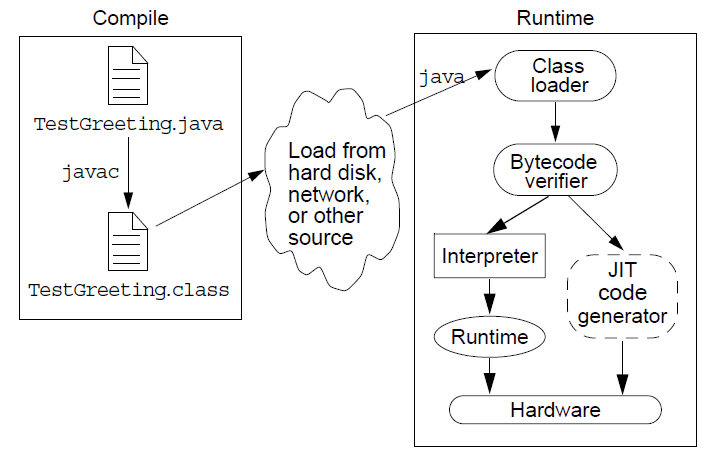 Compile
TestGreeting.java
javac
TestGreeting.class
Load from
hard disk,
network,
or other
source
Runtime
java
Class
loader
Bytecode
verifier
Interpreter
JIT
code
generator
Runtime
Hardware